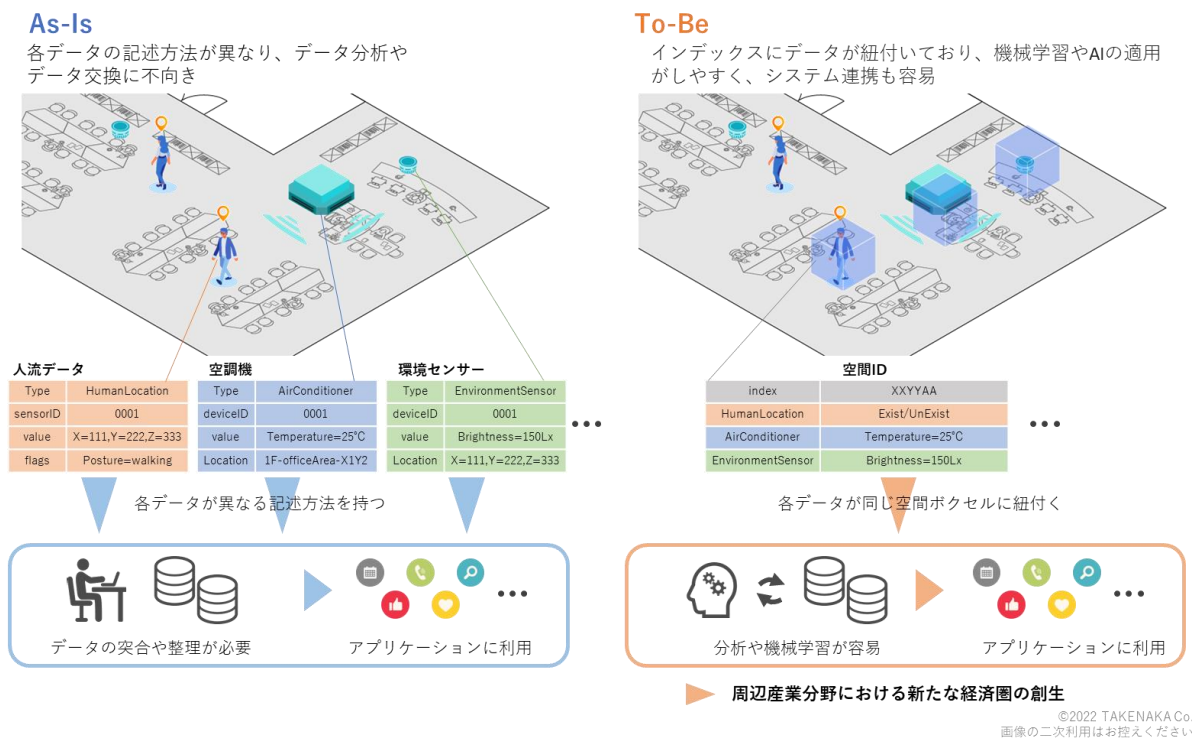 As-Is
各データの記述方法が異なり、データ分析や
データ交換に不向き
人流データ
Type HumanLocation
sensorID 0001
value X=111,Y=222,Z=333
flags Posture=walking
空調機
Type AirConditioner
deviceID 0001
value Temperature=25°C
Location 1F-officeArea-X1Y2
環境センサー
Type EnvironmentSensor
deviceID 0001
value Brightness=150Lx
Location X=111,Y=222,Z=333
•••
各データが異なる記述方法を持つ
データの突合や整理が必要
アプリケーションに利用
•••
To-Be
インデックスにデータが紐付いており、機械学習やAIの適用
がしやすく、システム連携も容易
空間ID
index XXYYAA
HumanLocation Exist/UnExist
AirConditioner Temperature=25°C
EnvironmentSensor Brightness=150Lx
•••
各データが同じ空間ボクセルに紐付く
分析や機械学習が容易
アプリケーションに利用
•••
周辺産業分野における新たな経済圏の創生
©2022 TAKENAKA Co.
画像の二次利用はお控えください